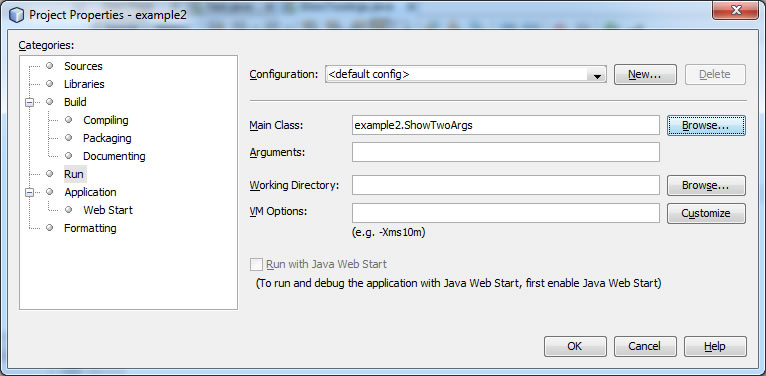 Project Properties - example2
Categories:
Sources
Libraries
Build
Compiling
Packaging
Documenting
Run
Application
Web Start
Formatting
Configuration: <default config> New... Delete
Main Class: example2.ShowTwoArgs Browse...
Arguments:
Working Directory: Browse...
VM Options: Customize
(e.g. -Xms10m)
Run with Java Web Start
(To run and debug the application with Java Web Start, first enable Java Web Start)
OK Cancel Help